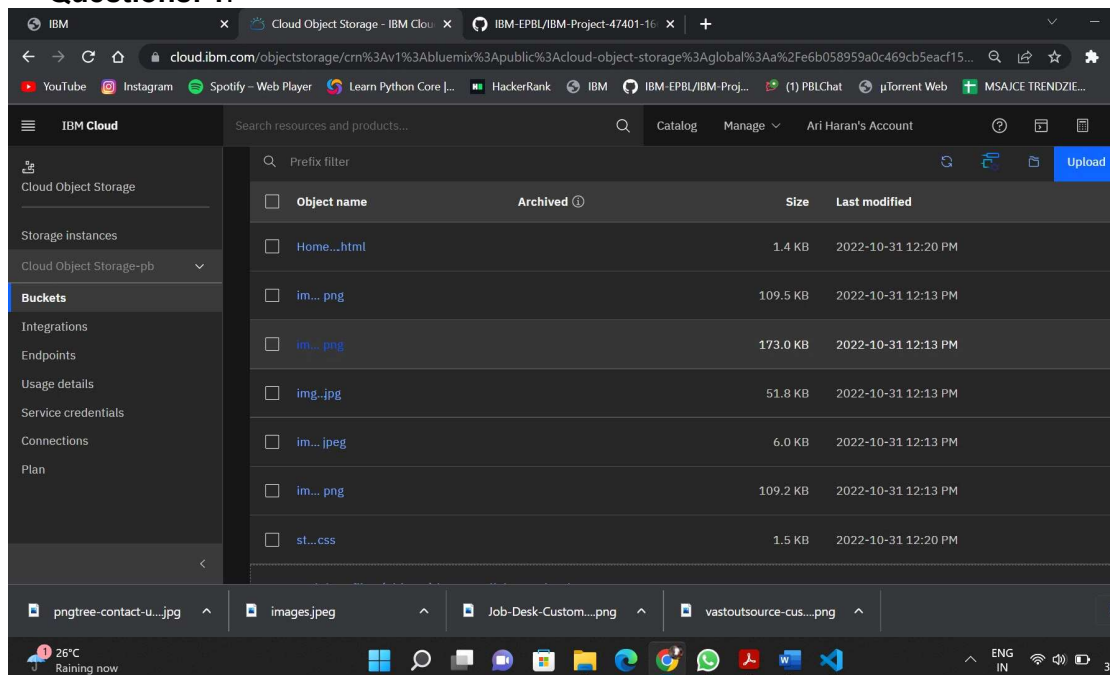 Questions: 1.
IBM
Cloud Object Storage - IBM Clou
IBM-EPBL/IBM-Project-47401-16
cloud.ibm.com/objectstorage/crn%3Av1%3Abluemix%3Apublic%3Acloud-object-storage%3Aglobal%3Aa%2Fe6b058959a0c469cb5eacf15...
YouTube Instagram Spotify – Web Player Learn Python Core |... HackerRank IBM IBM-EPBL/IBM-Proj... (1) PBLChat µTorrent Web MSAJCE TRENDZIE...
IBM Cloud
Search resources and products...
Catalog Manage Ari Haran's Account
Cloud Object Storage
Storage instances
Cloud Object Storage-pb
Buckets
Integrations
Endpoints
Usage details
Service credentials
Connections
Plan
Prefix filter
Upload
Object name Archived Size Last modified
Home...html 1.4 KB 2022-10-31 12:20 PM
im... png 109.5 KB 2022-10-31 12:13 PM
im... png 173.0 KB 2022-10-31 12:13 PM
img..jpg 51.8 KB 2022-10-31 12:13 PM
im... jpeg 6.0 KB 2022-10-31 12:13 PM
im... png 109.2 KB 2022-10-31 12:13 PM
st...css 1.5 KB 2022-10-31 12:20 PM
pngtree-contact-u....jpg images.jpeg Job-Desk-Custom....png vastoutsource-cus....png
1
26°C
Raining now
ENG
IN
3